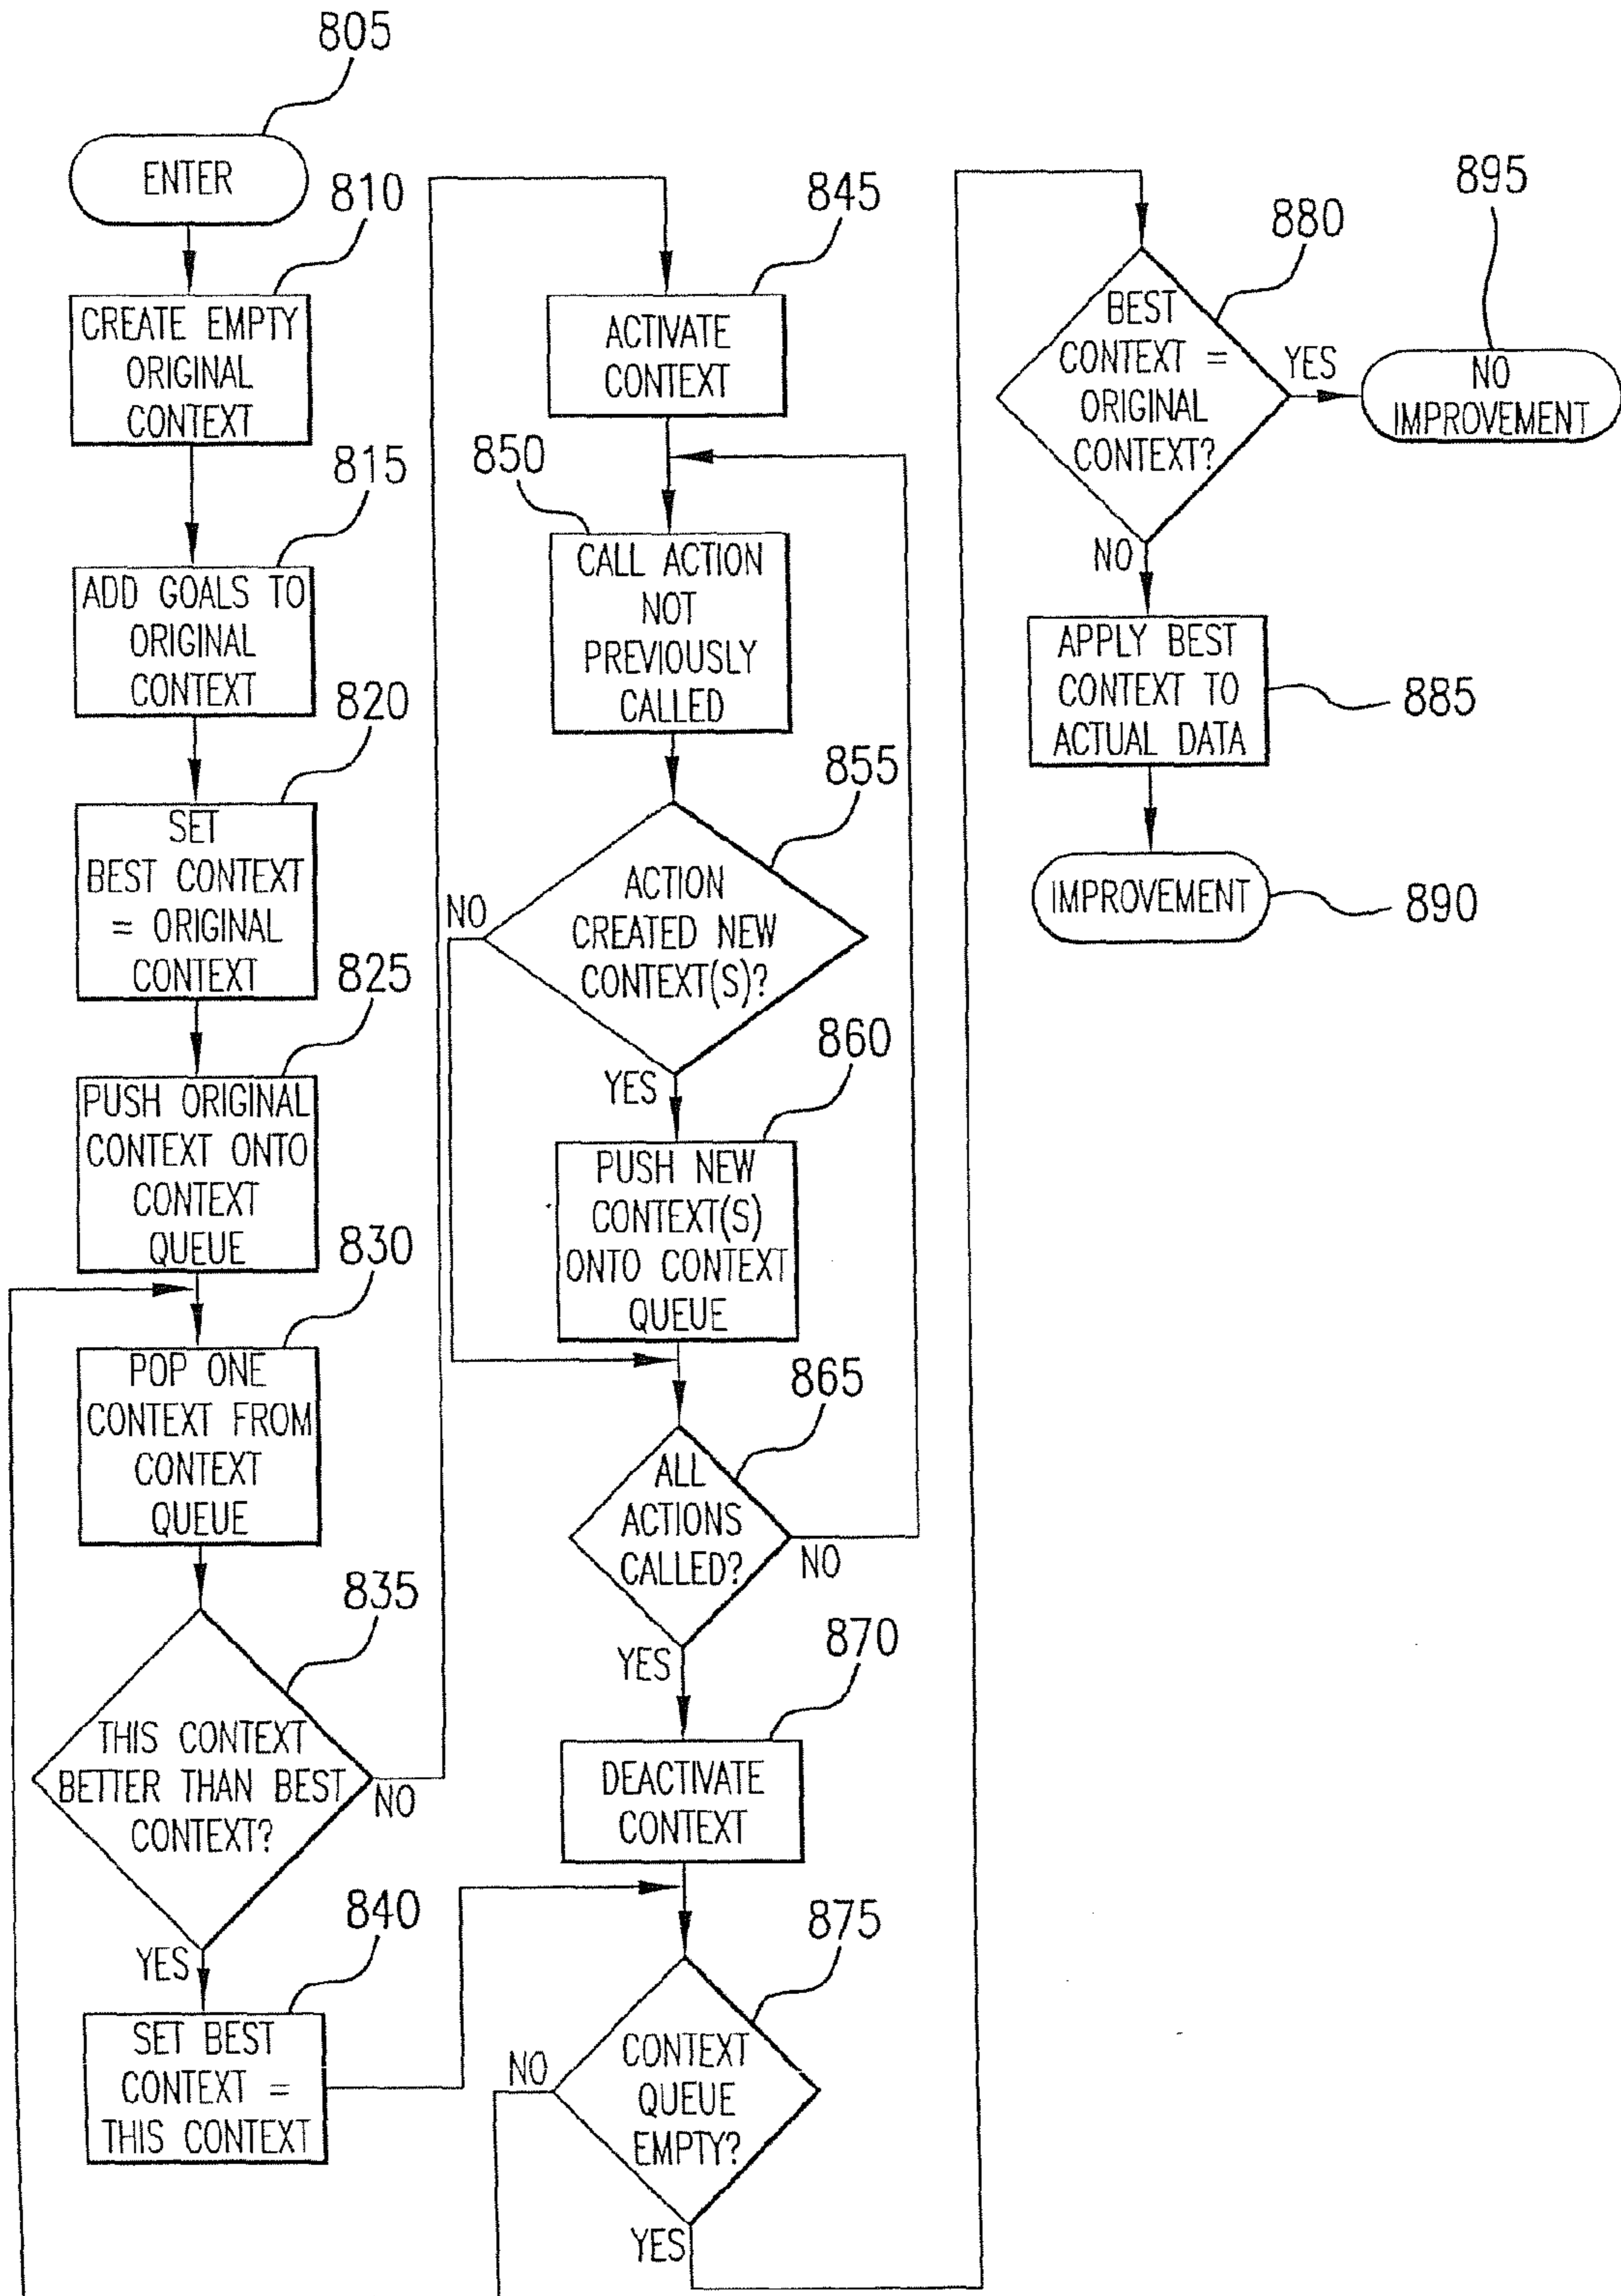 805
ENTER
810
CREATE EMPTY
ORIGINAL
CONTEXT
815
ADD GOALS TO
ORIGINAL
CONTEXT
820
SET
BEST CONTEXT
= ORIGINAL
CONTEXT
825
PUSH ORIGINAL
CONTEXT ONTO
CONTEXT
QUEUE
830
POP ONE
CONTEXT FROM
CONTEXT
QUEUE
835
THIS CONTEXT
BETTER THAN BEST
CONTEXT?
NO
YES
840
SET BEST
CONTEXT =
THIS CONTEXT
845
ACTIVATE
CONTEXT
850
CALL ACTION
NOT
PREVIOUSLY
CALLED
855
ACTION
CREATED NEW
CONTEXT(S)?
NO
YES
860
PUSH NEW
CONTEXT(S)
ONTO CONTEXT
QUEUE
865
ALL
ACTIONS
CALLED?
NO
YES
870
DEACTIVATE
CONTEXT
875
CONTEXT
QUEUE
EMPTY?
NO
YES
880
BEST
CONTEXT =
ORIGINAL
CONTEXT?
YES
NO
895
NO
IMPROVEMENT
APPLY BEST
CONTEXT TO
ACTUAL DATA
885
IMPROVEMENT
890